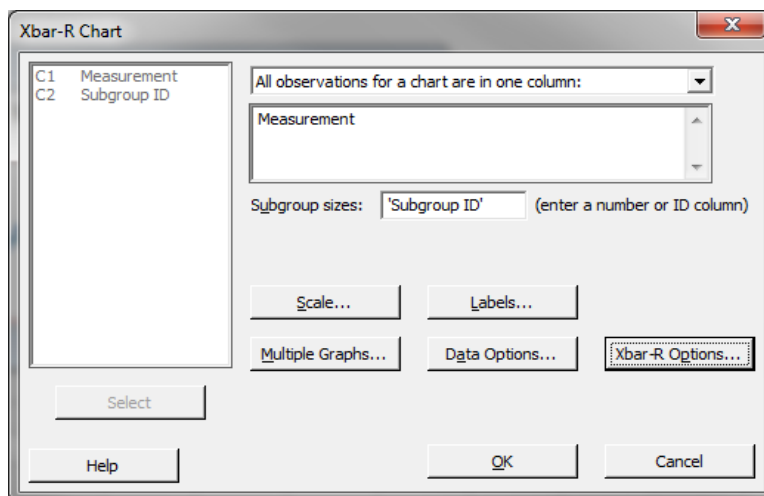 Xbar-R Chart
C1 Measurement
C2 Subgroup ID
All observations for a chart are in one column:
Measurement
Subgroup sizes: 'Subgroup ID' (enter a number or ID column)
Scale... Labels...
Multiple Graphs... Data Options... Xbar-R Options...
Select
Help OK Cancel